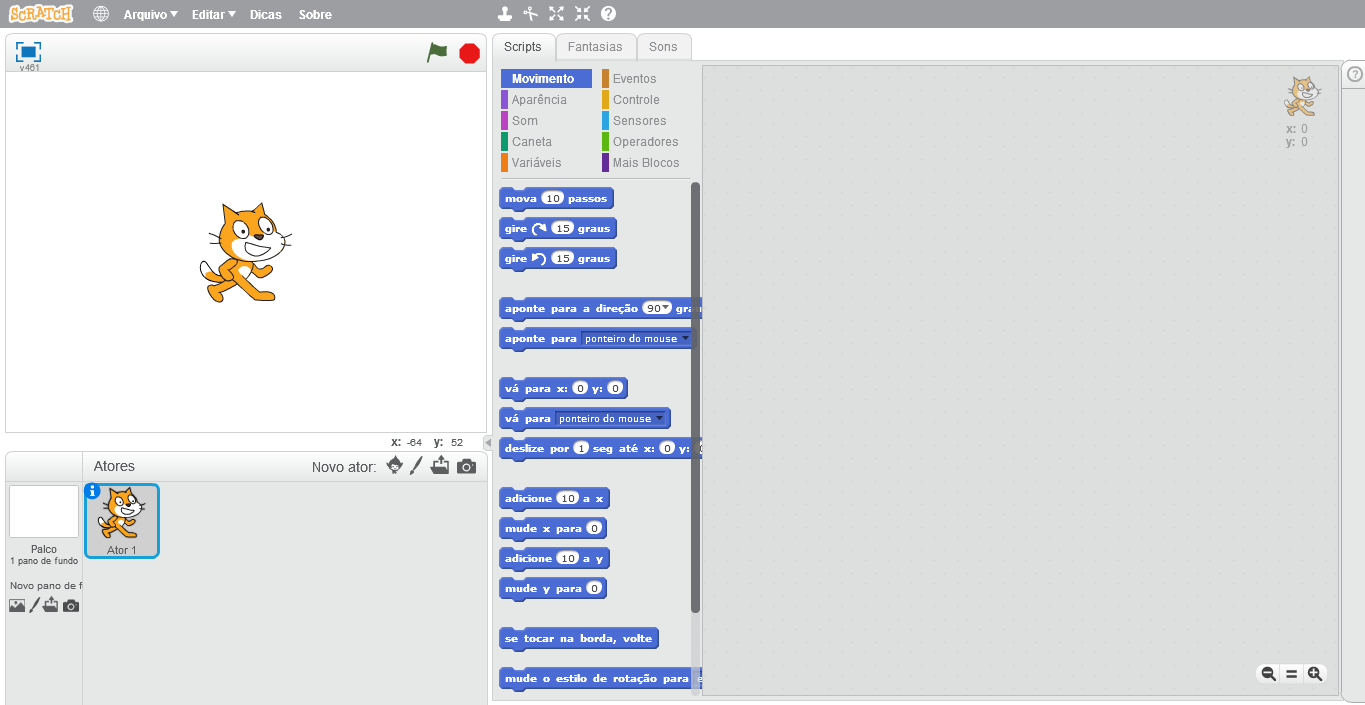 SCRATCH Arquivo Editar Dicas Sobre
v461
Scripts Fantasias Sons
Movimento Eventos
Aparência Controle
Som Sensores
Caneta Operadores
Variáveis Mais Blocos
mova 10 passos
gire 15 graus
gire 15 graus
aponte para a direção 90 grau
aponte para ponteiro do mouse
vá para x: 0 y: 0
vá para ponteiro do mouse
deslize por 1 seg até x: 0 y:
adicione 10 a x
mude x para 0
adicione 10 a y
mude y para 0
se tocar na borda, volte
mude o estilo de rotação para
x: 0
y: 0
x: -64 y: 52
Atores Novo ator:
Ator 1
Palco
1 pano de fundo
Novo pano de f